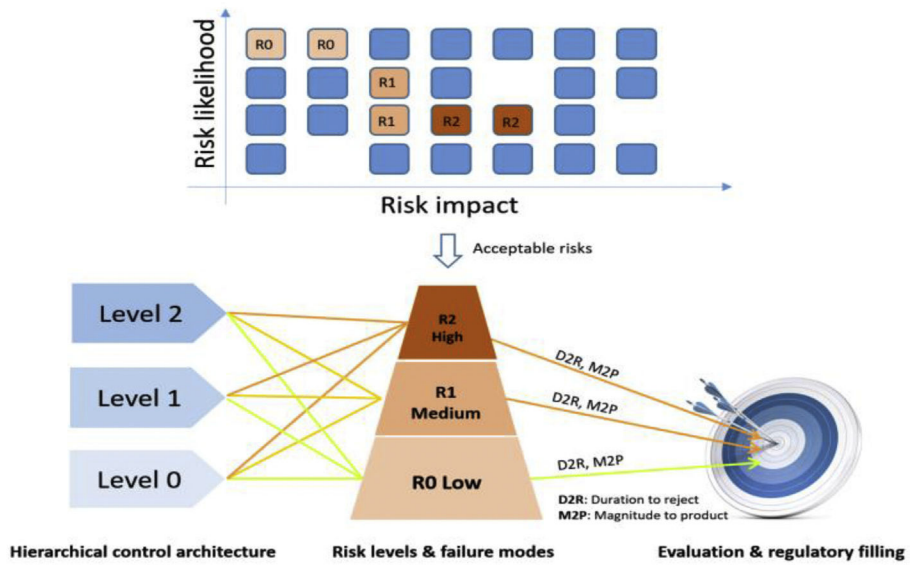 Risk likelihood
R0 R0
R1
R1 R2 R2
Risk impact
Acceptable risks
Level 2
Level 1
Level 0
R2
High
R1
Medium
R0 Low
D2R, M2P
D2R, M2P
D2R, M2P
D2R: Duration to reject
M2P: Magnitude to product
Hierarchical control architecture
Risk levels & failure modes
Evaluation & regulatory filling